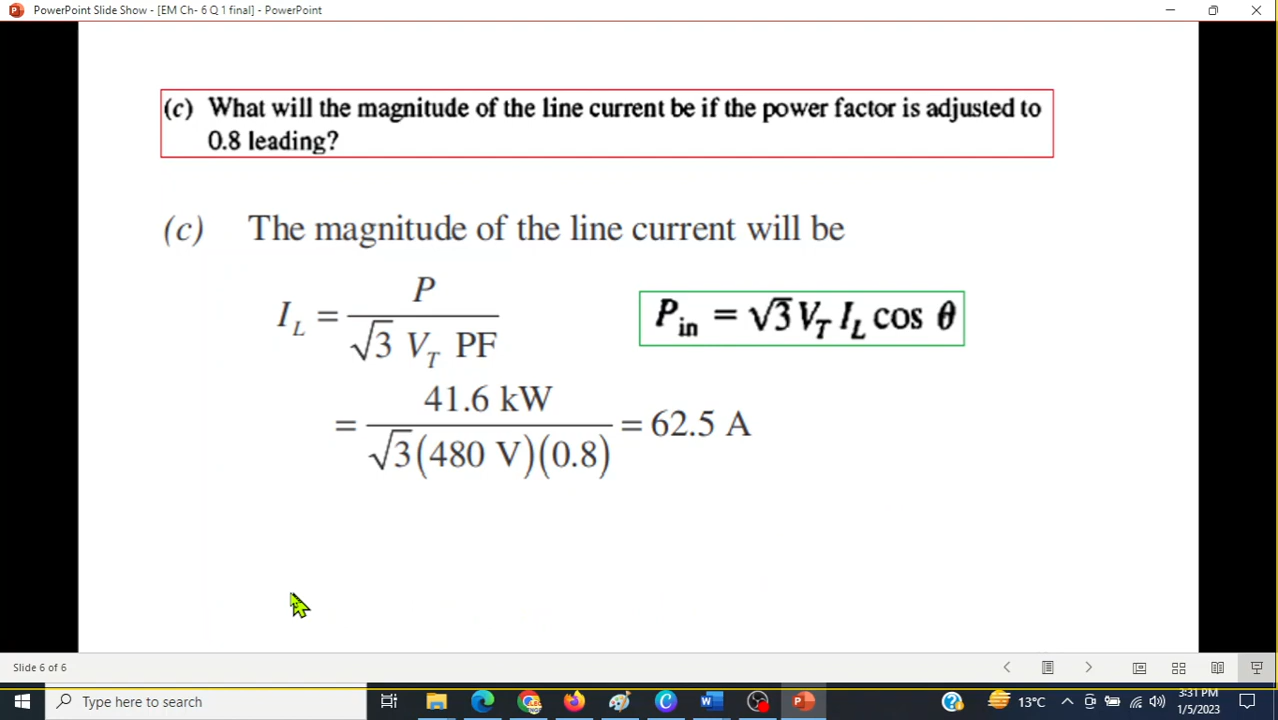 PowerPoint Slide Show - [EM Ch- 6 Q 1 final] - PowerPoint
(c) What will the magnitude of the line current be if the power factor is adjusted to
0.8 leading?
(c) The magnitude of the line current will be
I_L = P / (√3 V_T PF)
P_in = √3 V_T I_L cos θ
= 41.6 kW / (√3 (480 V)(0.8)) = 62.5 A
Slide 6 of 6
Type here to search
13°C
3:31 PM
1/5/2023